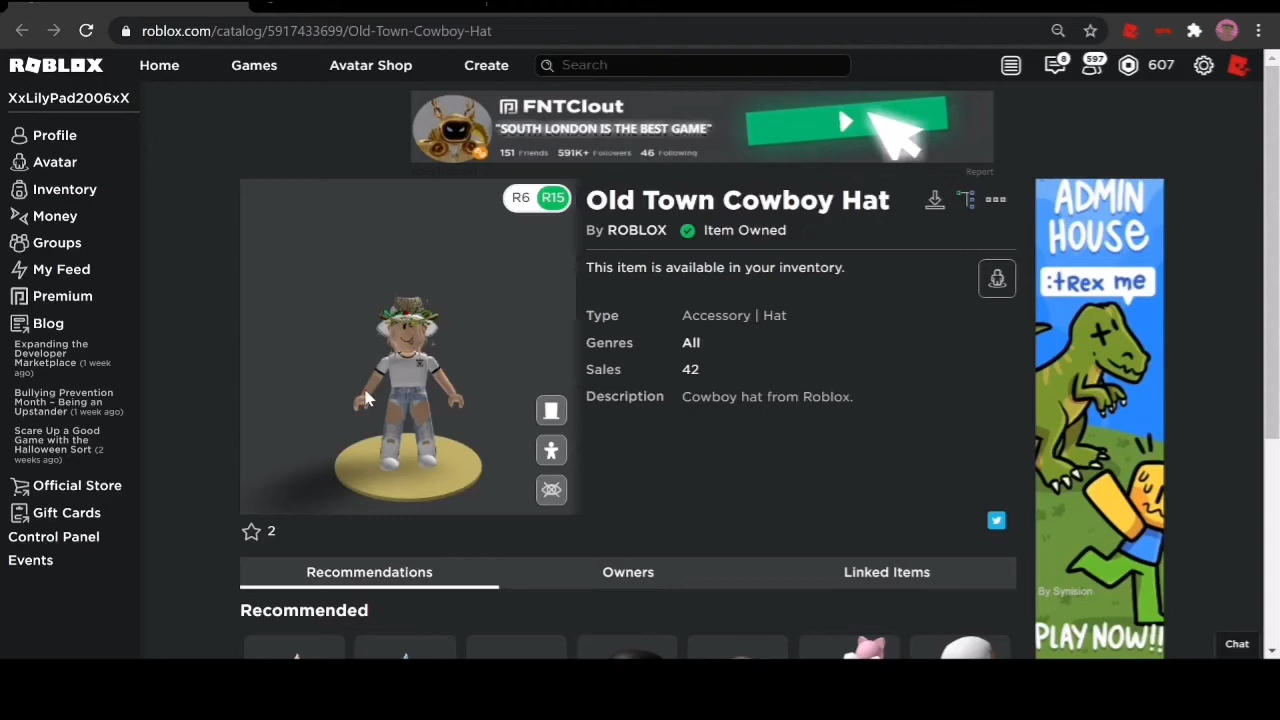 roblox.com/catalog/5917433699/Old-Town-Cowboy-Hat
ROBLOX
Home
Games
Avatar Shop
Create
Search
8
597
607
XxLilyPad2006xX
Profile
Avatar
Inventory
Money
Groups
My Feed
Premium
Blog
Expanding the
Developer
Marketplace (1 week
ago)
Bullying Prevention
Month – Being an
Upstander (1 week ago)
Scare Up a Good
Game with the
Halloween Sort (2
weeks ago)
Official Store
Gift Cards
Control Panel
Events
FNTClout
"SOUTH LONDON IS THE BEST GAME"
151 Friends 591K+ Followers 46 Following
Report
R6 R15
Old Town Cowboy Hat
By ROBLOX Item Owned
This item is available in your inventory.
Type Accessory | Hat
Genres All
Sales 42
Description Cowboy hat from Roblox.
2
Recommendations
Owners
Linked Items
Recommended
ADMIN
HOUSE
:tRex me
By Synision
PLAY NOW!!
Chat